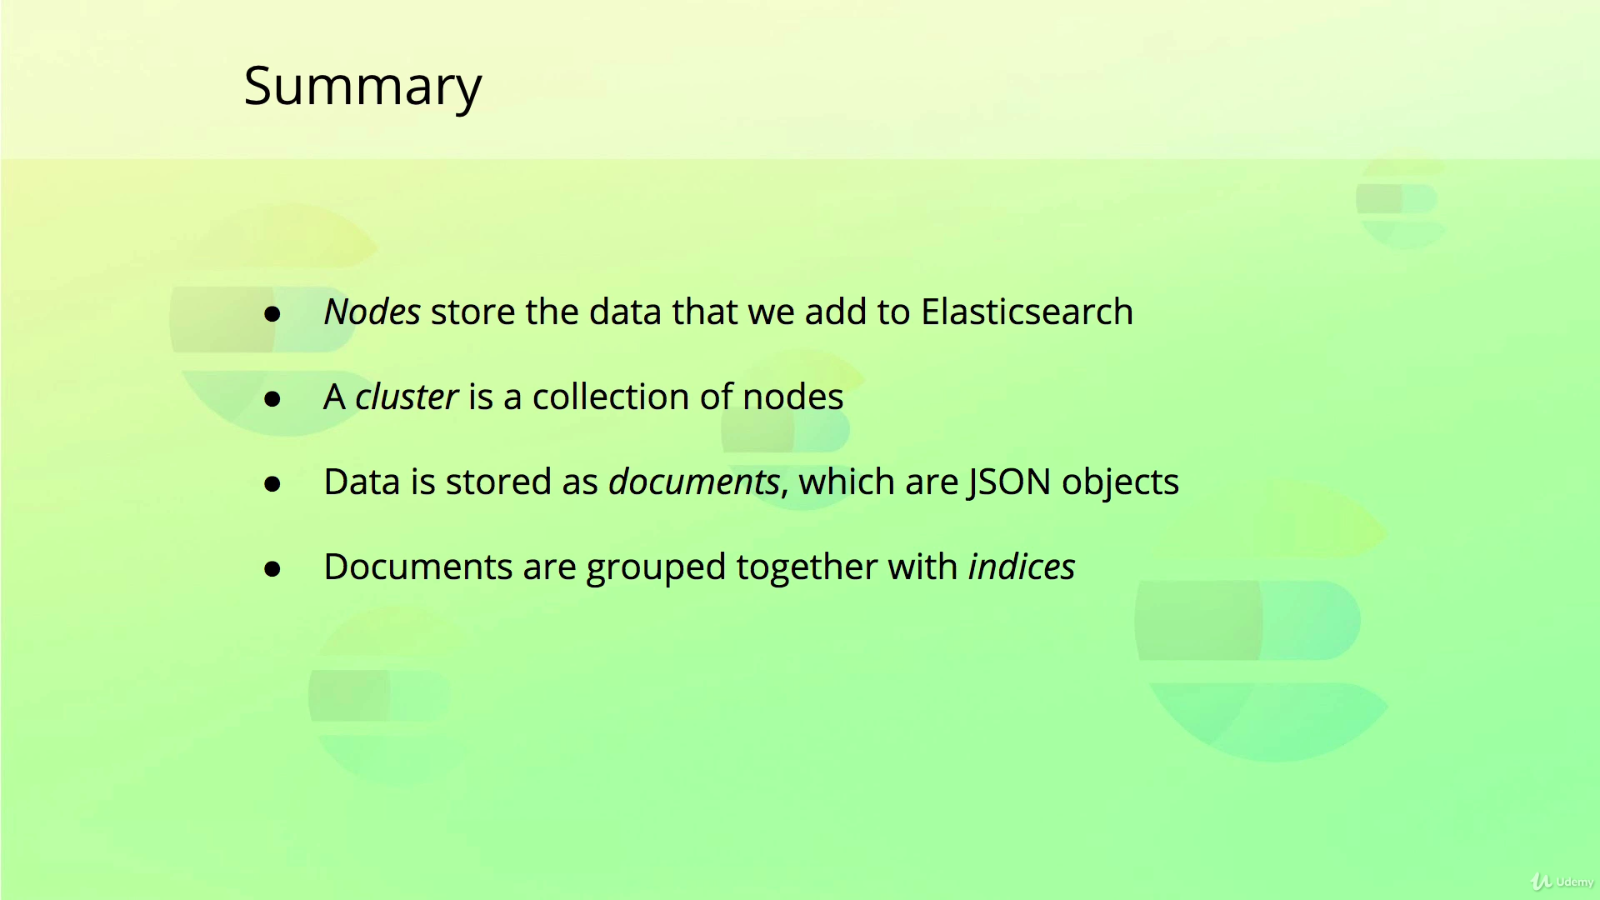 Summary
● Nodes store the data that we add to Elasticsearch
● A cluster is a collection of nodes
● Data is stored as documents, which are JSON objects
● Documents are grouped together with indices
Udemy